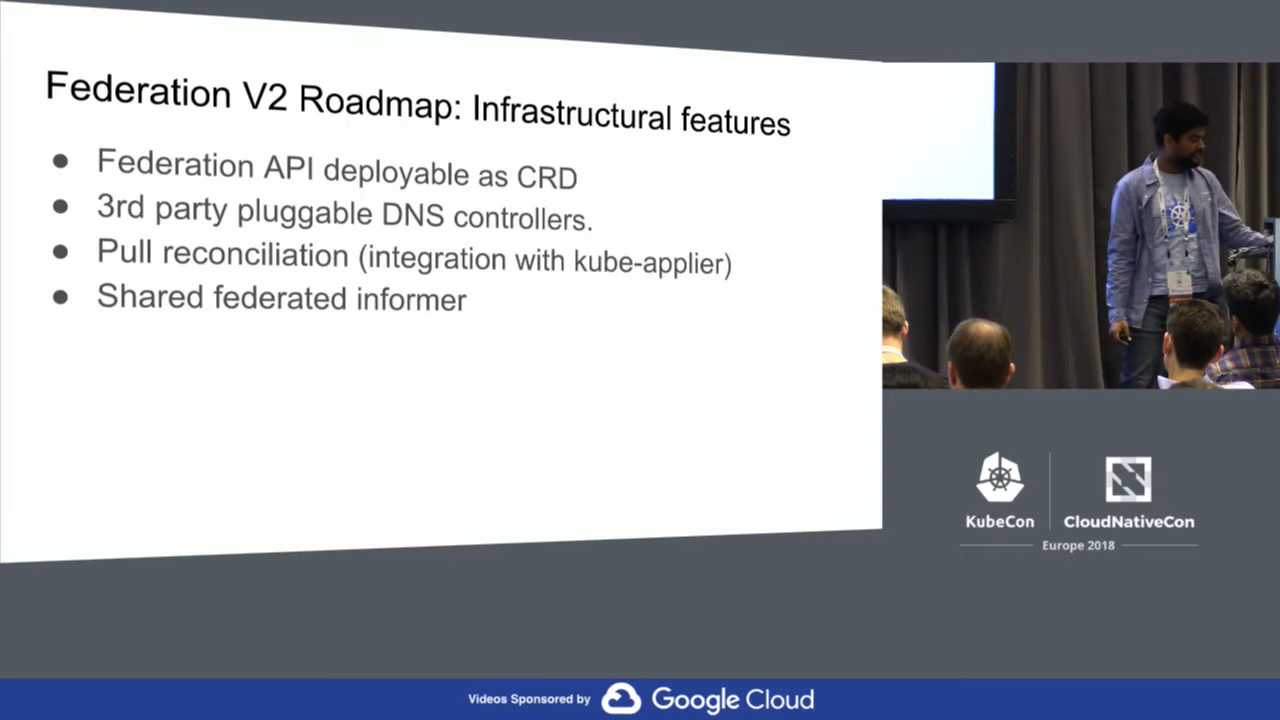 Federation V2 Roadmap: Infrastructural features
● Federation API deployable as CRD
● 3rd party pluggable DNS controllers.
● Pull reconciliation (integration with kube-applier)
● Shared federated informer
KubeCon
CloudNativeCon
Europe 2018
Videos Sponsored by
Google Cloud